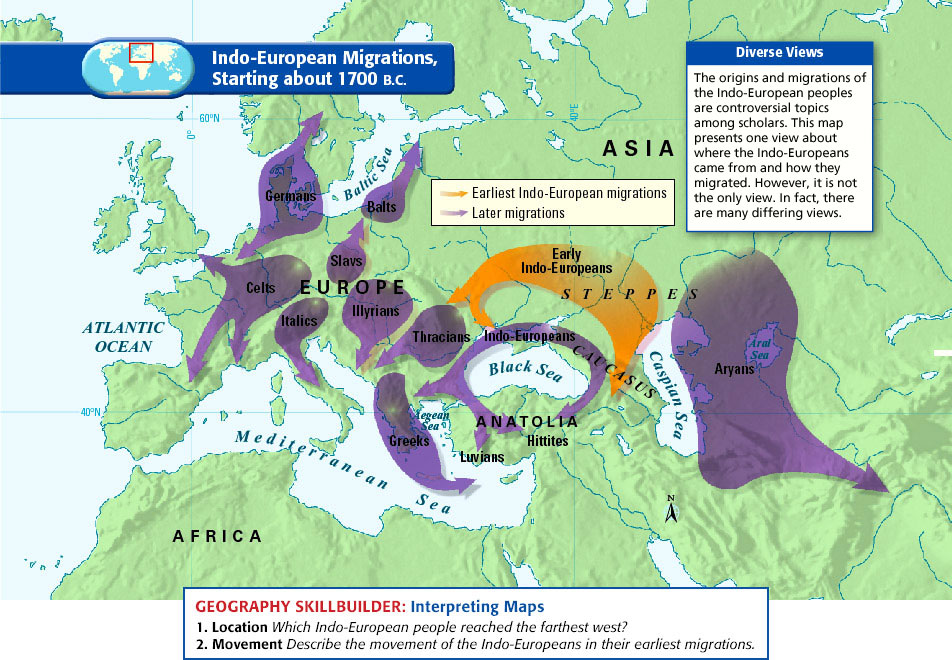 Indo-European Migrations,
Starting about 1700 B.C.
Diverse Views
The origins and migrations of
the Indo-European peoples
are controversial topics
among scholars. This map
presents one view about
where the Indo-Europeans
came from and how they
migrated. However, it is not
the only view. In fact, there
are many differing views.
60°N
0°
40°E
ASIA
Earliest Indo-European migrations
Later migrations
Baltic Sea
Germans
Balts
Slavs
Early
Indo-Europeans
Celts
EUROPE
STEPPES
Illyrians
Italics
ATLANTIC
OCEAN
Thracians
Indo-Europeans
CAUCASUS
Caspian Sea
Aral
Sea
Aryans
Black Sea
40°N
Aegean
Sea
ANATOLIA
Greeks
Hittites
Luvians
Mediterranean Sea
N
AFRICA
GEOGRAPHY SKILLBUILDER: Interpreting Maps
1. Location Which Indo-European people reached the farthest west?
2. Movement Describe the movement of the Indo-Europeans in their earliest migrations.